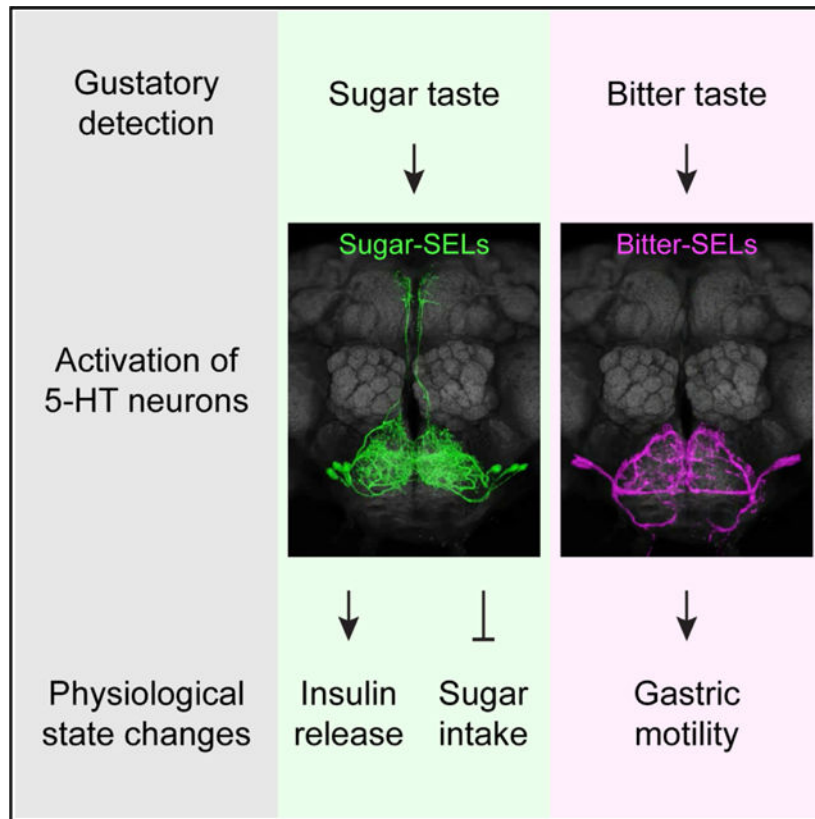 Gustatory
detection
Sugar taste
Bitter taste
Sugar-SELs
Bitter-SELs
Activation of
5-HT neurons
Physiological
state changes
Insulin
release
Sugar
intake
Gastric
motility